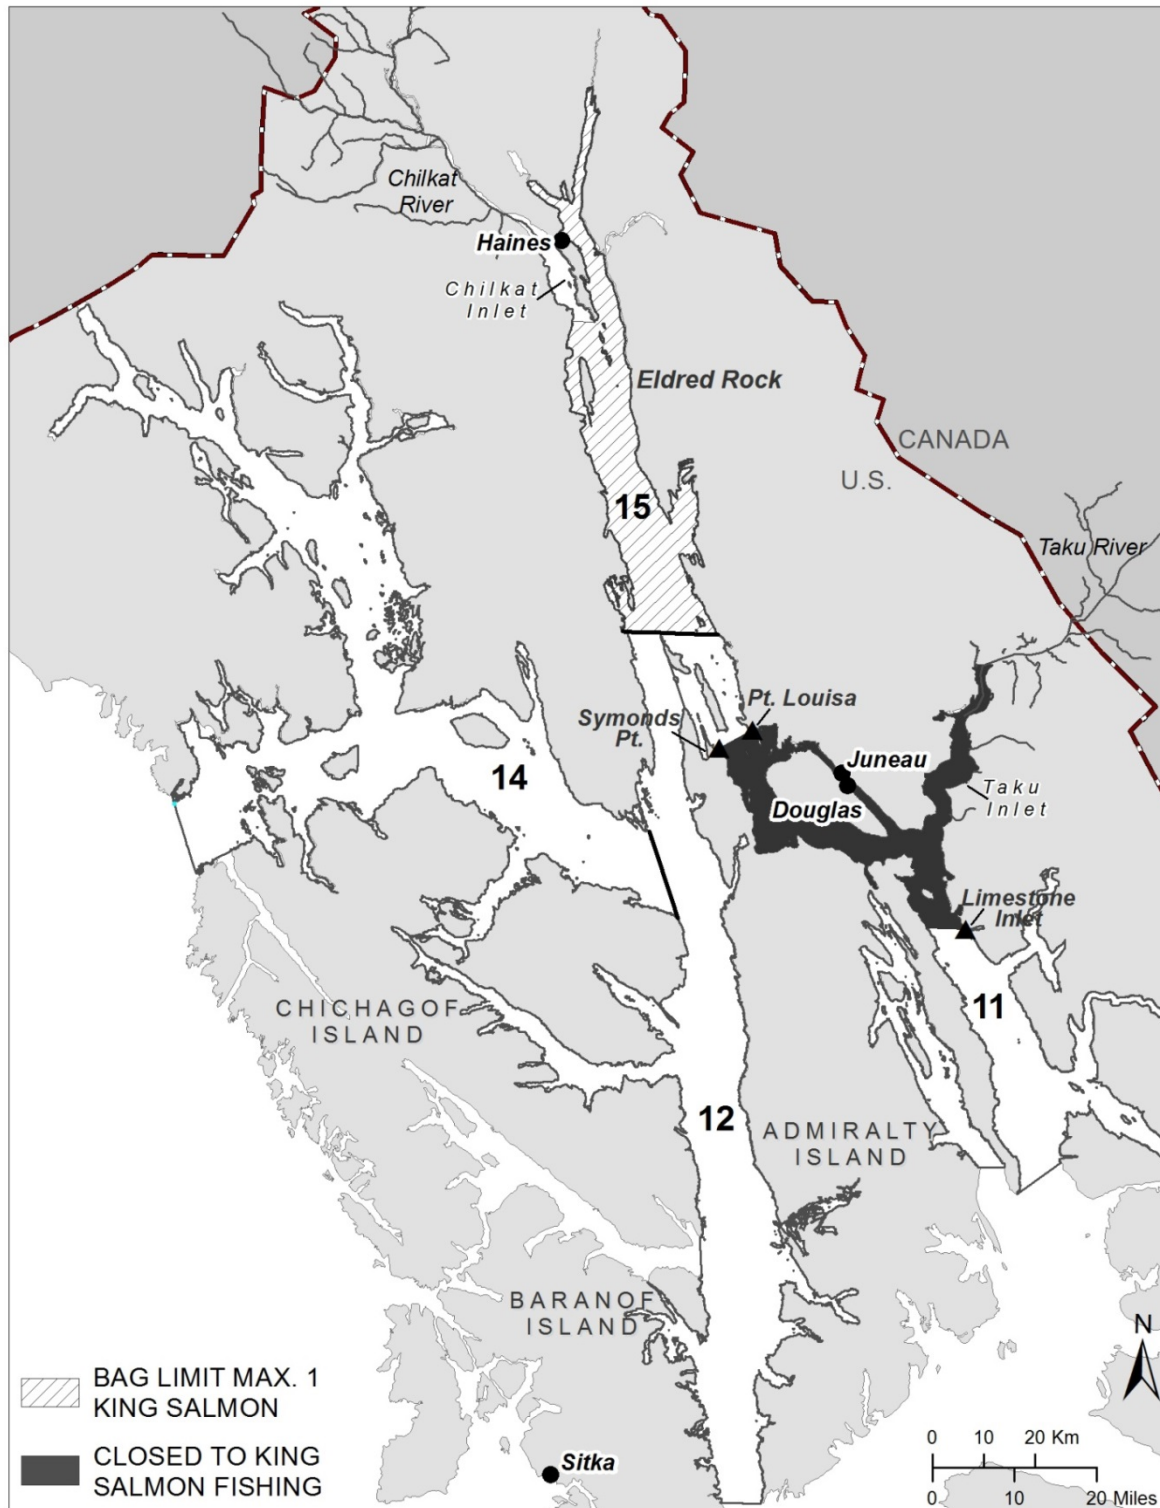 Chilkat
River
Haines
Chilkat
Inlet
Eldred Rock
CANADA
U.S.
15
Taku River
Pt. Louisa
Symonds
Pt.
Juneau
14
Taku
Inlet
Douglas
Limestone
Inlet
CHICHAGOF
ISLAND
11
12
ADMIRALTY
ISLAND
BARANOF
ISLAND
N
BAG LIMIT MAX. 1
KING SALMON
CLOSED TO KING
SALMON FISHING
Sitka
0 10 20 Km
0 10 20 Miles